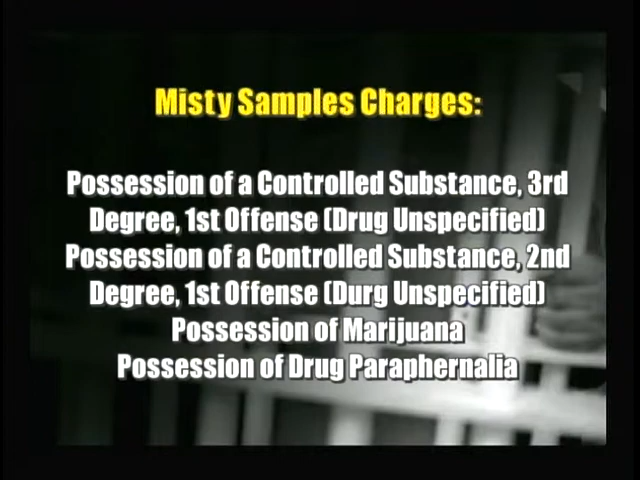 Misty Samples Charges:
Possession of a Controlled Substance, 3rd
Degree, 1st Offense (Drug Unspecified)
Possession of a Controlled Substance, 2nd
Degree, 1st Offense (Durg Unspecified)
Possession of Marijuana
Possession of Drug Paraphernalia